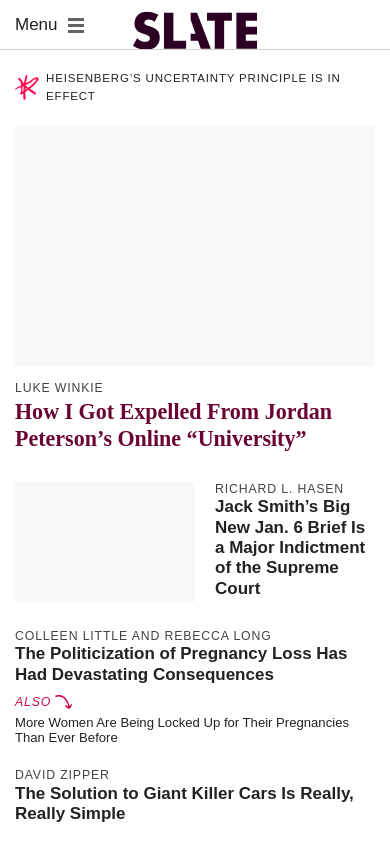 Menu
SLATE
HEISENBERG’S UNCERTAINTY PRINCIPLE IS IN
EFFECT
LUKE WINKIE
How I Got Expelled From Jordan
Peterson’s Online “University”
RICHARD L. HASEN
Jack Smith’s Big
New Jan. 6 Brief Is
a Major Indictment
of the Supreme
Court
COLLEEN LITTLE AND REBECCA LONG
The Politicization of Pregnancy Loss Has
Had Devastating Consequences
ALSO
More Women Are Being Locked Up for Their Pregnancies
Than Ever Before
DAVID ZIPPER
The Solution to Giant Killer Cars Is Really,
Really Simple